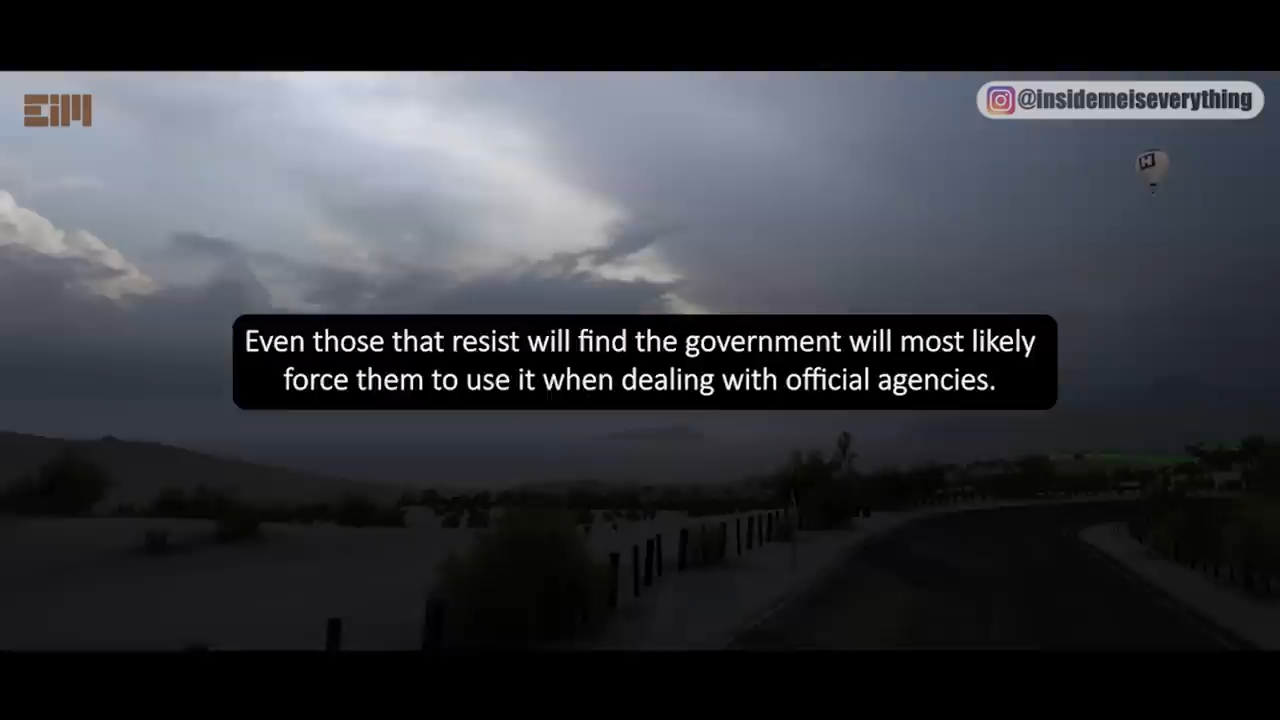 EiM
@insidemeiseverything
H
Even those that resist will find the government will most likely
force them to use it when dealing with official agencies.